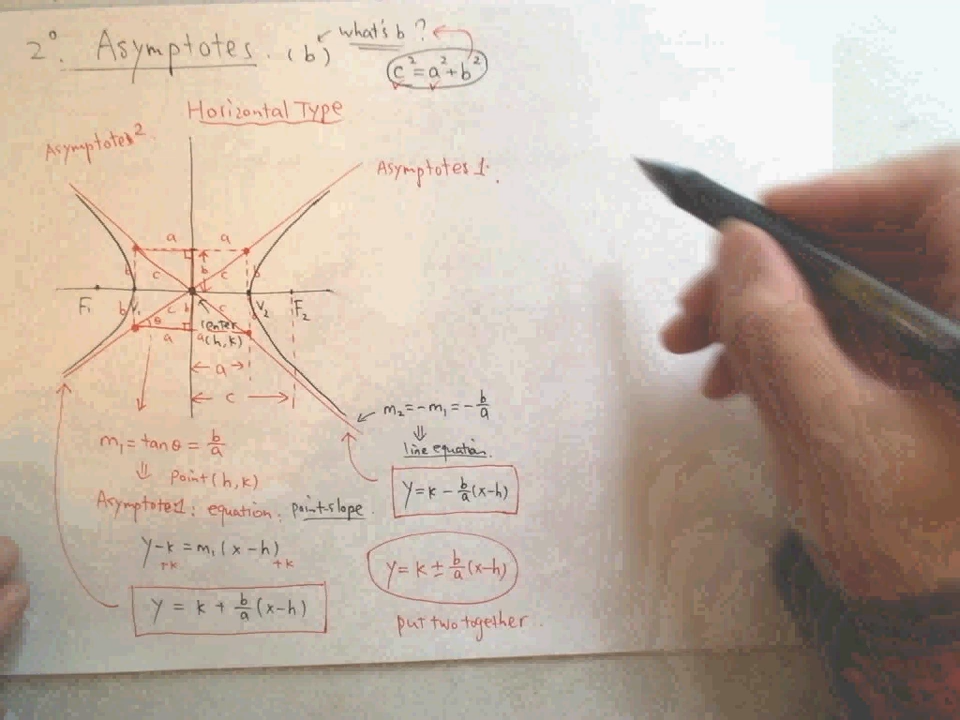 2°. Asymptotes. (b) what's b?
c² = a² + b²
Horizontal Type
Asymptotes 2
Asymptotes 1.
a a
b c b c b
F₁ b V₁ c b c V₂ F₂
θ
center
a a (h, k)
← a →
← c →
m₂ = -m₁ = -b/a
⇓
line equation.
y = k - b/a (x-h)
m₁ = tan θ = b/a
⇓ point (h, k)
Asymptote 1: equation. point-slope.
y - k = m₁ (x - h)
+k +k
y = k + b/a (x-h)
y = k ± b/a (x-h)
put two together.